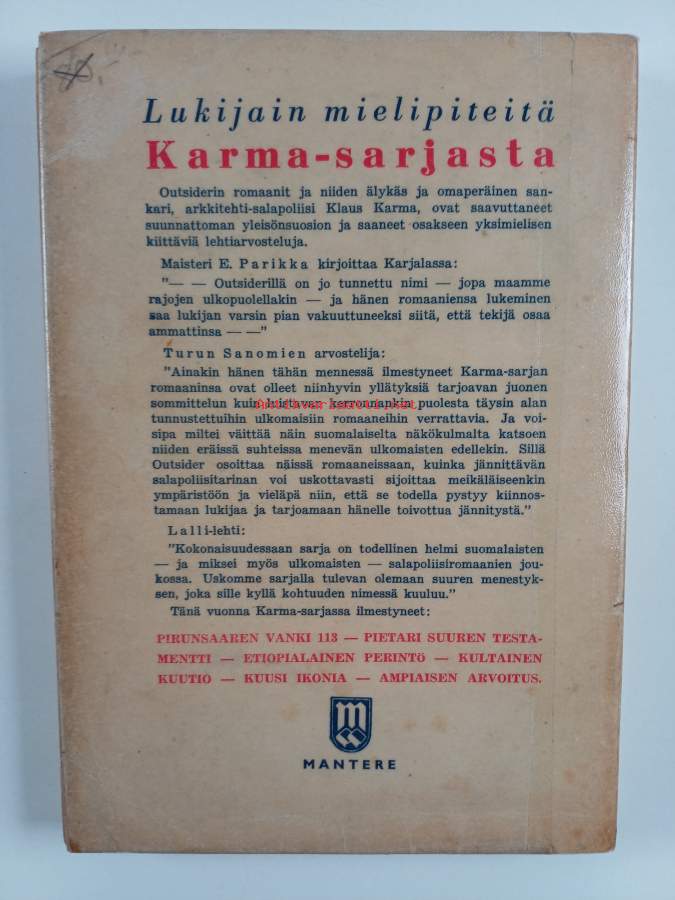 80.-
Lukijain mielipiteitä
Karma-sarjasta
Outsiderin romaanit ja niiden älykäs ja omaperäinen san-
kari, arkkitehti-salapoliisi Klaus Karma, ovat saavuttaneet
suunnattoman yleisönsuosion ja saaneet osakseen yksimielisen
kiittäviä lehtiarvosteluja.
Maisteri E. Parikka kirjoittaa Karjalassa:
"— — Outsiderillä on jo tunnettu nimi — jopa maamme
rajojen ulkopuolellakin — ja hänen romaaniensa lukeminen
saa lukijan varsin pian vakuuttuneeksi siitä, että tekijä osaa
ammattinsa — —"
Turun Sanomien arvostelija:
"Ainakin hänen tähän mennessä ilmestyneet Karma-sarjan
romaaninsa ovat olleet niinhyvin yllätyksiä tarjoavan juonen
sommittelun kuin luistavan kerronnankin puolesta täysin alan
Antikvariaatti.net
tunnustettuihin ulkomaisiin romaaneihin verrattavia. Ja voi-
sipa miltei väittää näin suomalaiselta näkökulmalta katsoen
niiden eräissä suhteissa menevän ulkomaisten edellekin. Sillä
Outsider osoittaa näissä romaaneissaan, kuinka jännittävän
salapoliisitarinan voi uskottavasti sijoittaa meikäläiseenkin
ympäristöön ja vieläpä niin, että se todella pystyy kiinnos-
tamaan lukijaa ja tarjoamaan hänelle toivottua jännitystä."
Lalli-lehti:
"Kokonaisuudessaan sarja on todellinen helmi suomalaisten
— ja miksei myös ulkomaisten — salapoliisiromaanien jou-
kossa. Uskomme sarjalla tulevan olemaan suuren menestyk-
sen, joka sille kyllä kohtuuden nimessä kuuluu."
Tänä vuonna Karma-sarjassa ilmestyneet:
PIRUNSAAREN VANKI 113 — PIETARI SUUREN TESTA-
MENTTI — ETIOPIALAINEN PERINTÖ — KULTAINEN
KUUTIO — KUUSI IKONIA — AMPIAISEN ARVOITUS.
MANTERE